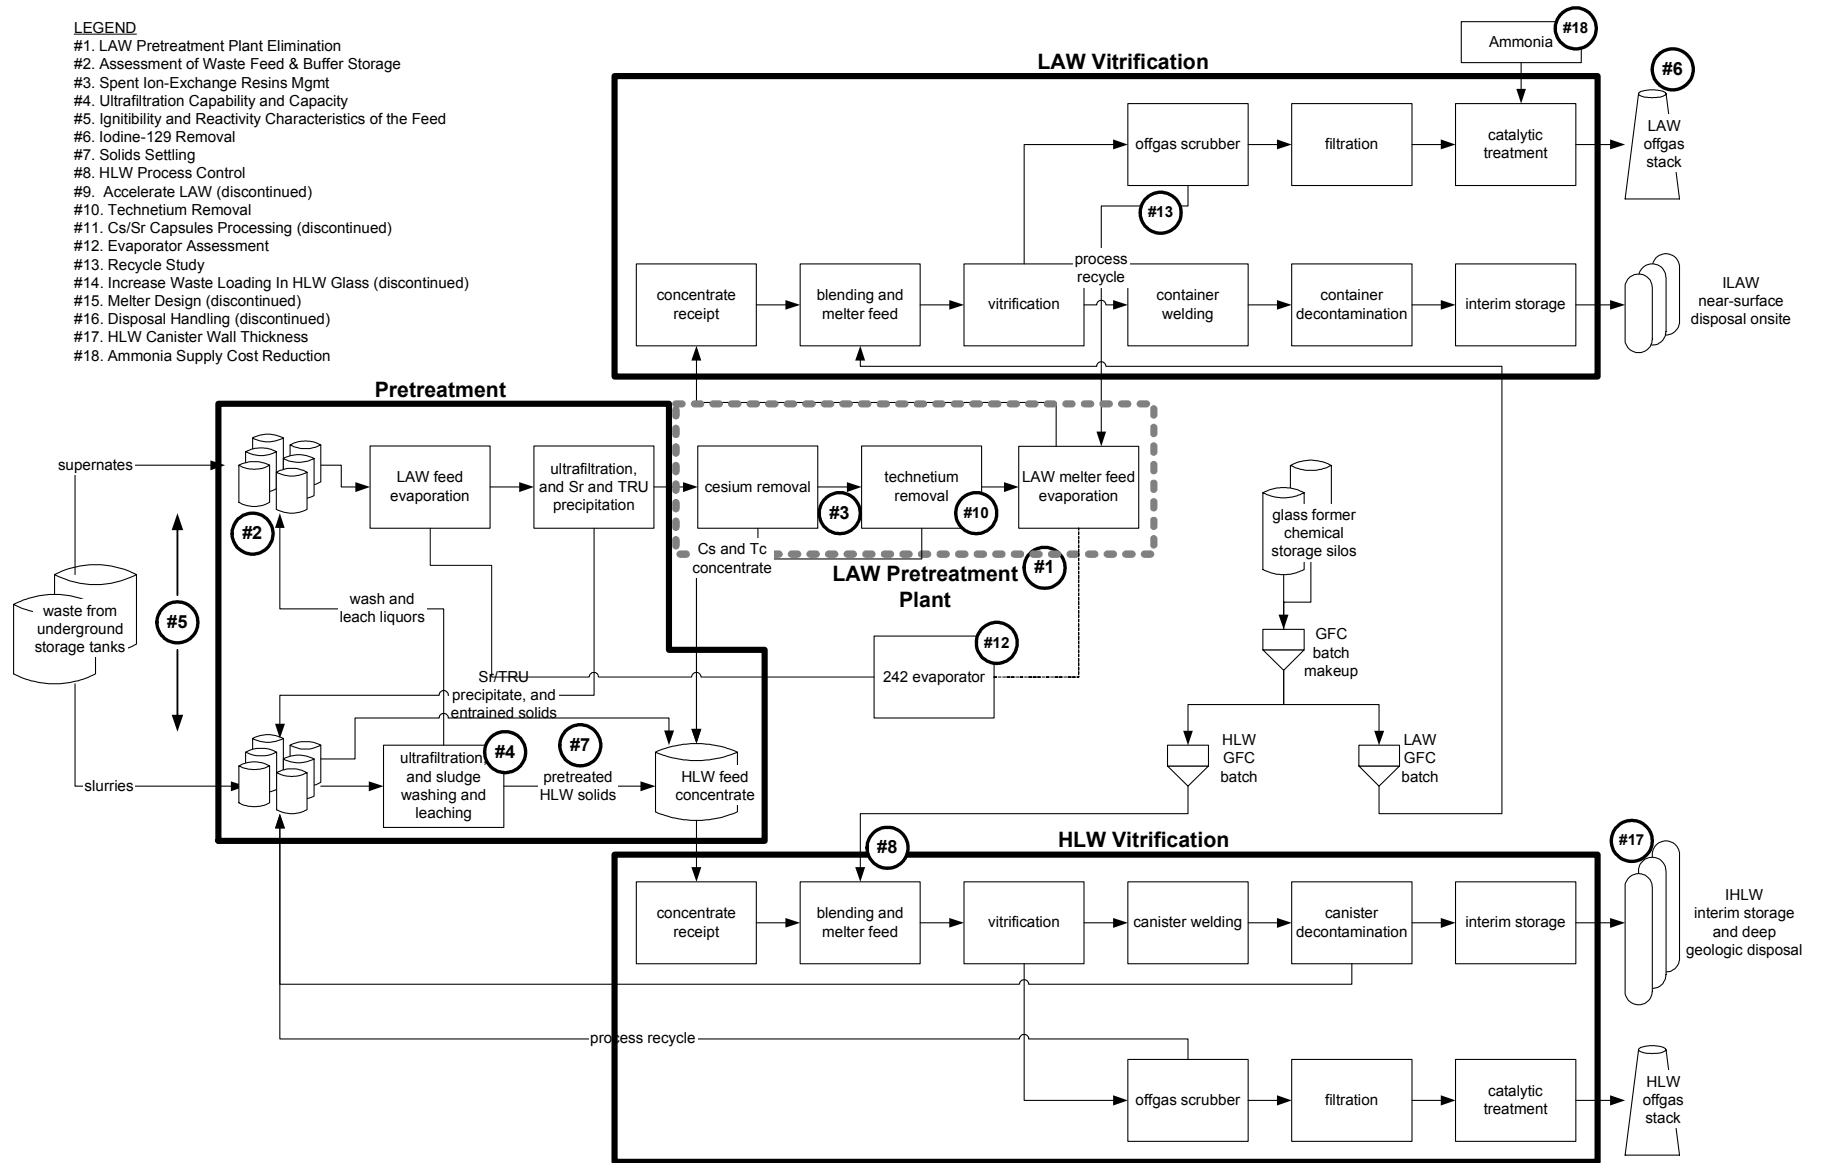 LEGEND
#1. LAW Pretreatment Plant Elimination
#2. Assessment of Waste Feed & Buffer Storage
#3. Spent Ion-Exchange Resins Mgmt
#4. Ultrafiltration Capability and Capacity
#5. Ignitibility and Reactivity Characteristics of the Feed
#6. Iodine-129 Removal
#7. Solids Settling
#8. HLW Process Control
#9.  Accelerate LAW (discontinued)
#10. Technetium Removal
#11. Cs/Sr Capsules Processing (discontinued)
#12. Evaporator Assessment
#13. Recycle Study
#14. Increase Waste Loading In HLW Glass (discontinued)
#15. Melter Design (discontinued)
#16. Disposal Handling (discontinued)
#17. HLW Canister Wall Thickness
#18. Ammonia Supply Cost Reduction
LAW Vitrification
Ammonia
#18
#6
offgas scrubber
filtration
catalytic
treatment
LAW
offgas
stack
#13
process
recycle
concentrate
receipt
blending and
melter feed
vitrification
container
welding
container
decontamination
interim storage
ILAW
near-surface
disposal onsite
Pretreatment
supernates
#2
LAW feed
evaporation
ultrafiltration,
and Sr and TRU
precipitation
cesium removal
#3
technetium
removal
#10
LAW melter feed
evaporation
Cs and Tc
concentrate
LAW Pretreatment
Plant
#1
glass former
chemical
storage silos
waste from
underground
storage tanks
#5
wash and
leach liquors
#12
242 evaporator
GFC
batch
makeup
Sr/TRU
precipitate, and
entrained solids
slurries
ultrafiltration,
and sludge
washing and
leaching
#4
#7
pretreated
HLW solids
HLW feed
concentrate
HLW
GFC
batch
LAW
GFC
batch
HLW Vitrification
#8
#17
concentrate
receipt
blending and
melter feed
vitrification
canister welding
canister
decontamination
interim storage
IHLW
interim storage
and deep
geologic disposal
process recycle
offgas scrubber
filtration
catalytic
treatment
HLW
offgas
stack